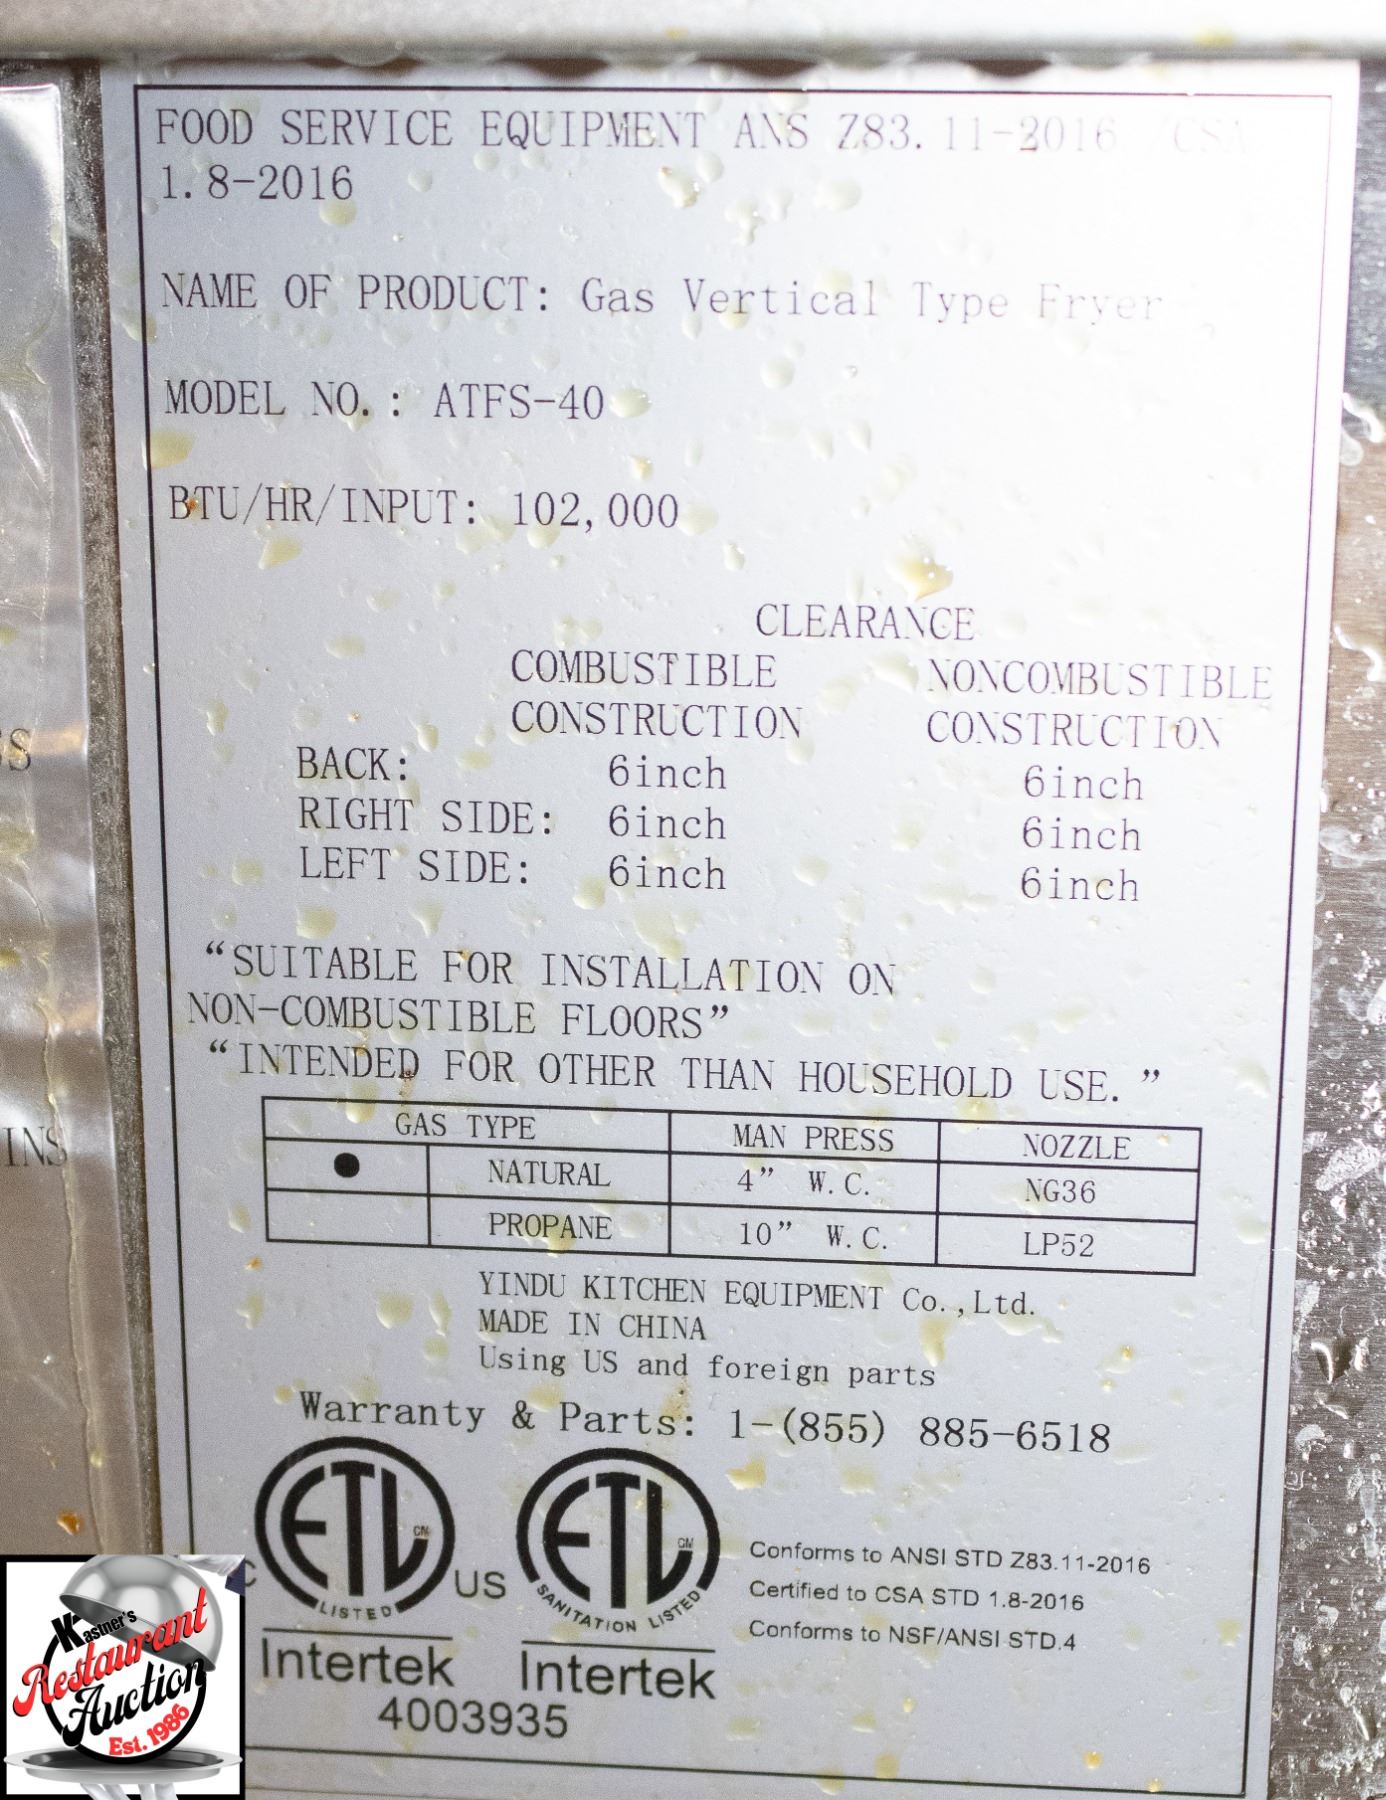 FOOD SERVICE EQUIPMENT ANS Z83.11-2016 /CSA
1.8-2016
NAME OF PRODUCT: Gas Vertical Type Fryer
MODEL NO.: ATFS-40
BTU/HR/INPUT: 102,000
CLEARANCE
COMBUSTIBLE NONCOMBUSTIBLE
CONSTRUCTION CONSTRUCTION
BACK: 6inch 6inch
RIGHT SIDE: 6inch 6inch
LEFT SIDE: 6inch 6inch
“SUITABLE FOR INSTALLATION ON
NON-COMBUSTIBLE FLOORS”
“INTENDED FOR OTHER THAN HOUSEHOLD USE.”
GAS TYPE MAN PRESS NOZZLE
● NATURAL 4” W.C. NG36
PROPANE 10” W.C. LP52
YINDU KITCHEN EQUIPMENT Co.,Ltd.
MADE IN CHINA
Using US and foreign parts
Warranty & Parts: 1-(855) 885-6518
ETL CM LISTED C US
Intertek
4003935
ETL CM SANITATION LISTED
Intertek
Conforms to ANSI STD Z83.11-2016
Certified to CSA STD 1.8-2016
Conforms to NSF/ANSI STD.4
S
INS
Kastner's
Restaurant
Auction
Est. 1986